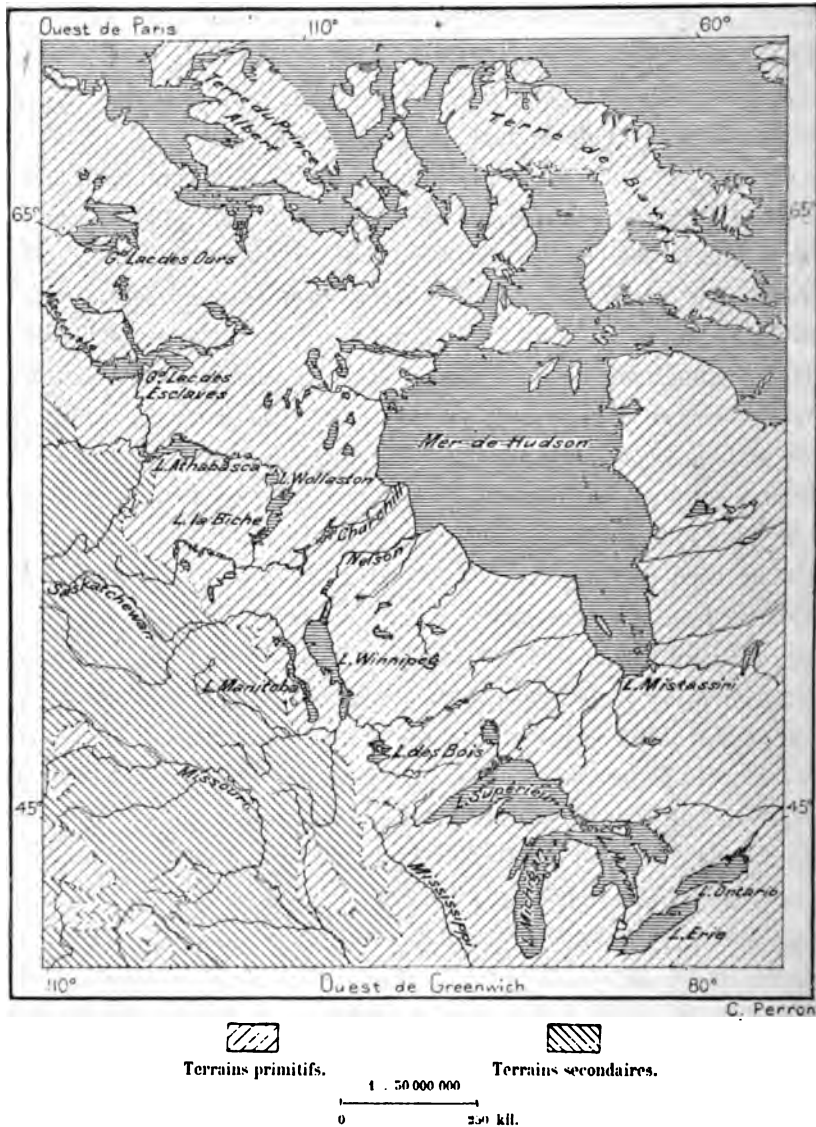 Ouest de Paris
110°
60°
Terre du Prince
Albert
Terre de
65°
65°
Gd Lac des Ours
Gd Lac des
Esclaves
Mer de Hudson
L. Athabasca
L. Wollaston
L. la Biche
Churchill
Nelson
Saskatchewan
L. Winnipeg
L. Manitoba
L. Mistassini
L. des Bois
Missouri
45°
45°
L. Supérieur
Mississippi
L. Michigan
L. Ontario
L. Erie
110°
Ouest de Greenwich
80°
C. Perron
Terrains primitifs.
Terrains secondaires.
1 : 50 000 000
0
kil.